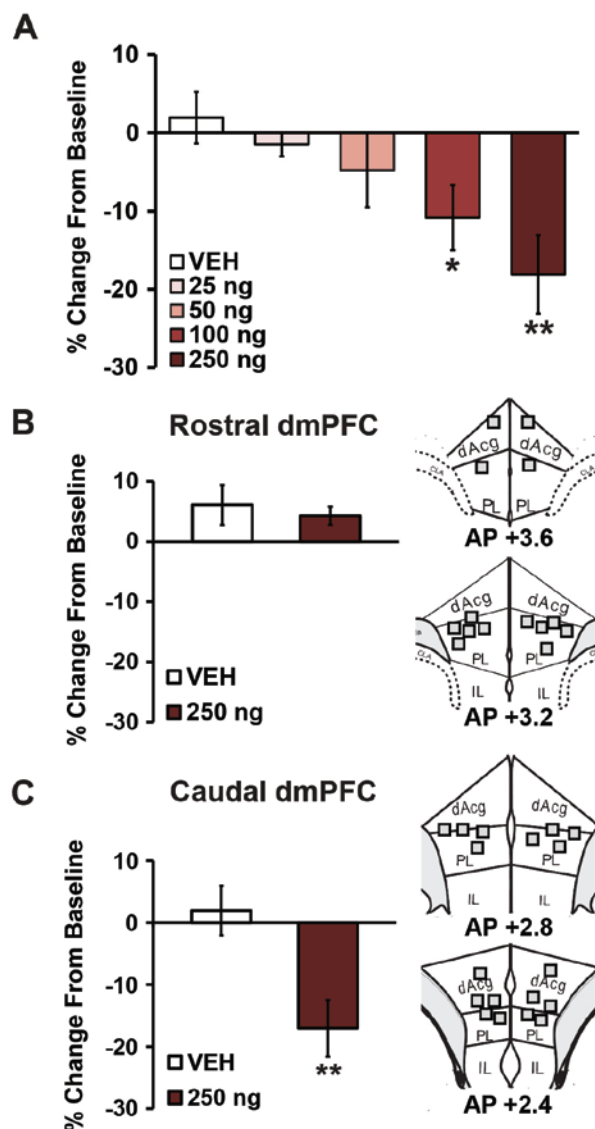 A
% Change From Baseline
10
0
-10
-20
-30
VEH
25 ng
50 ng
100 ng
250 ng
*
**
B
Rostral dmPFC
% Change From Baseline
10
0
-10
-20
-30
VEH
250 ng
dAcg dAcg
CLA
PL PL
AP +3.6
dAcg dAcg
PL PL
CLA
IL IL
AP +3.2
C
Caudal dmPFC
% Change From Baseline
10
0
-10
-20
-30
VEH
250 ng
**
dAcg dAcg
PL PL
IL IL
AP +2.8
dAcg dAcg
PL PL
IL IL
AP +2.4